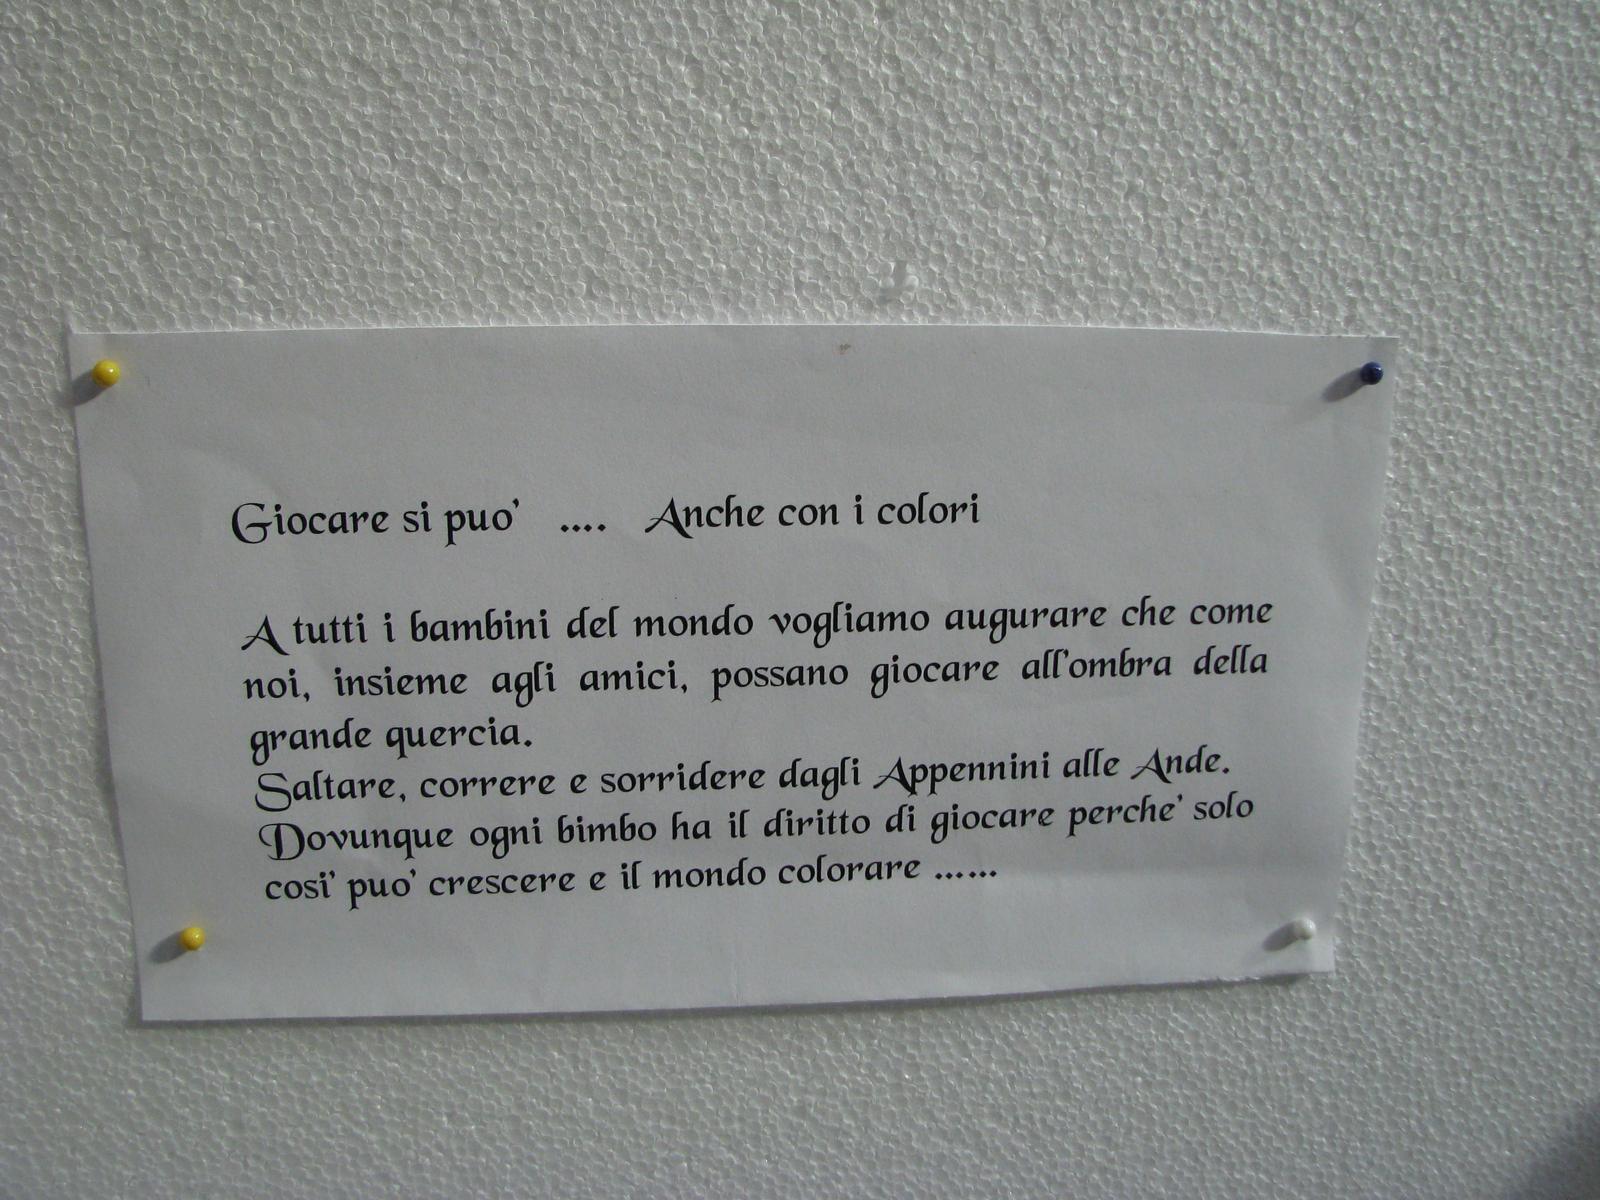 Giocare si puo' .... Anche con i colori
A tutti i bambini del mondo vogliamo augurare che come
noi, insieme agli amici, possano giocare all'ombra della
grande quercia.
Saltare, correre e sorridere dagli Appennini alle Ande.
Dovunque ogni bimbo ha il diritto di giocare perche' solo
cosi' puo' crescere e il mondo colorare ......